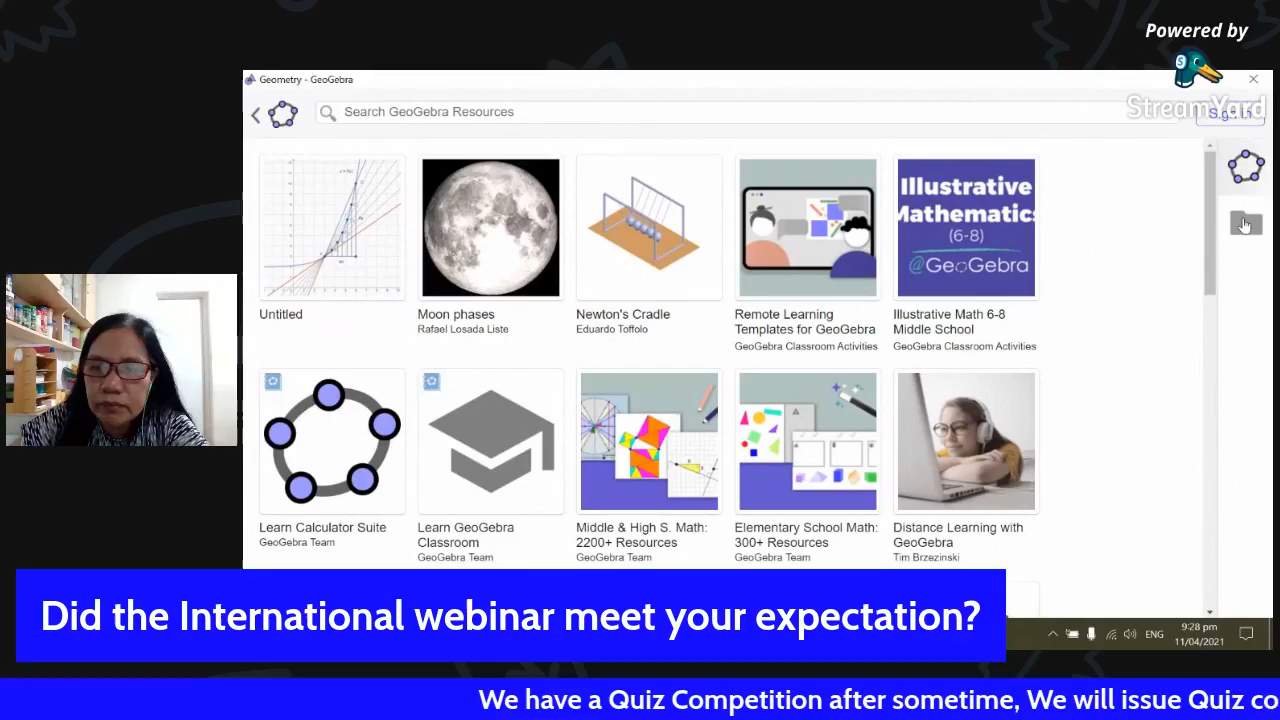 Powered by
StreamYard
Geometry - GeoGebra
Search GeoGebra Resources
Sign in
Illustrative
Mathematics
(6-8)
@GeoGebra
Untitled
Moon phases
Rafael Losada Liste
Newton's Cradle
Eduardo Toffolo
Remote Learning
Templates for GeoGebra
GeoGebra Classroom Activities
Illustrative Math 6-8
Middle School
GeoGebra Classroom Activities
Learn Calculator Suite
GeoGebra Team
Learn GeoGebra
Classroom
GeoGebra Team
Middle & High S. Math:
2200+ Resources
GeoGebra Team
Elementary School Math:
300+ Resources
GeoGebra Team
Distance Learning with
GeoGebra
Tim Brzezinski
Did the International webinar meet your expectation?
ENG
9:28 pm
11/04/2021
We have a Quiz Competition after sometime, We will issue Quiz co